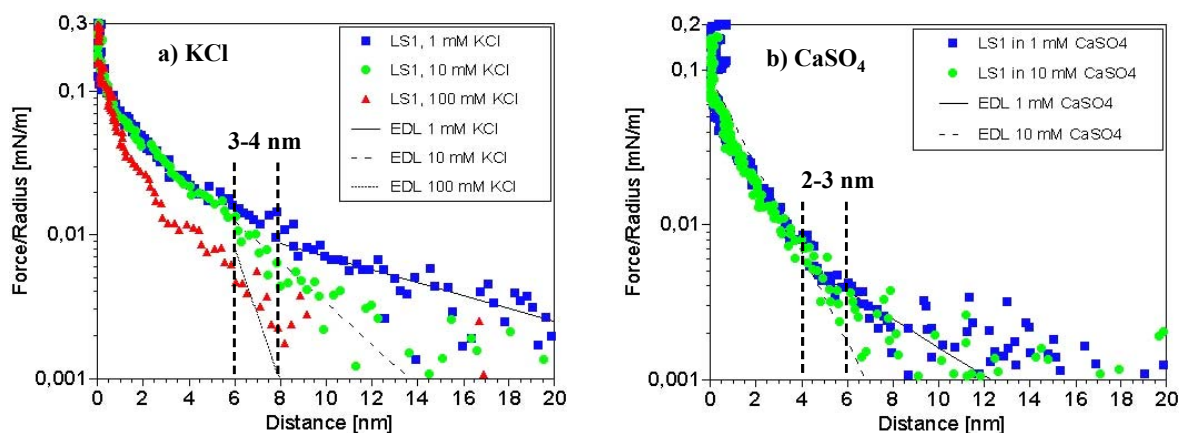 a) KCl
LS1, 1 mM KCl
LS1, 10 mM KCl
LS1, 100 mM KCl
EDL 1 mM KCl
EDL 10 mM KCl
EDL 100 mM KCl
3-4 nm
Force/Radius [mN/m]
0,3
0,1
0,01
0,001
0 2 4 6 8 10 12 14 16 18 20
Distance [nm]
b) CaSO4
LS1 in 1 mM CaSO4
LS1 in 10 mM CaSO4
EDL 1 mM CaSO4
EDL 10 mM CaSO4
2-3 nm
Force/Radius [mN/m]
0,2
0,1
0,01
0,001
0 2 4 6 8 10 12 14 16 18 20
Distance [nm]